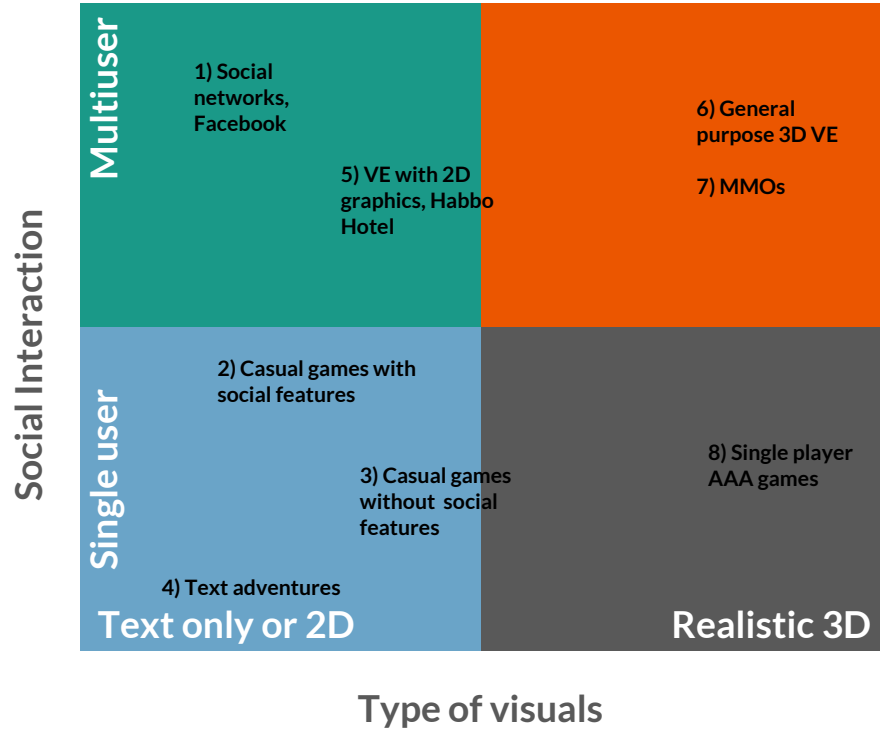 Social Interaction
Multiuser
1) Social
networks,
Facebook
5) VE with 2D
graphics, Habbo
Hotel
6) General
purpose 3D VE
7) MMOs
Single user
2) Casual games with
social features
3) Casual games
without social
features
4) Text adventures
8) Single player
AAA games
Text only or 2D
Realistic 3D
Type of visuals